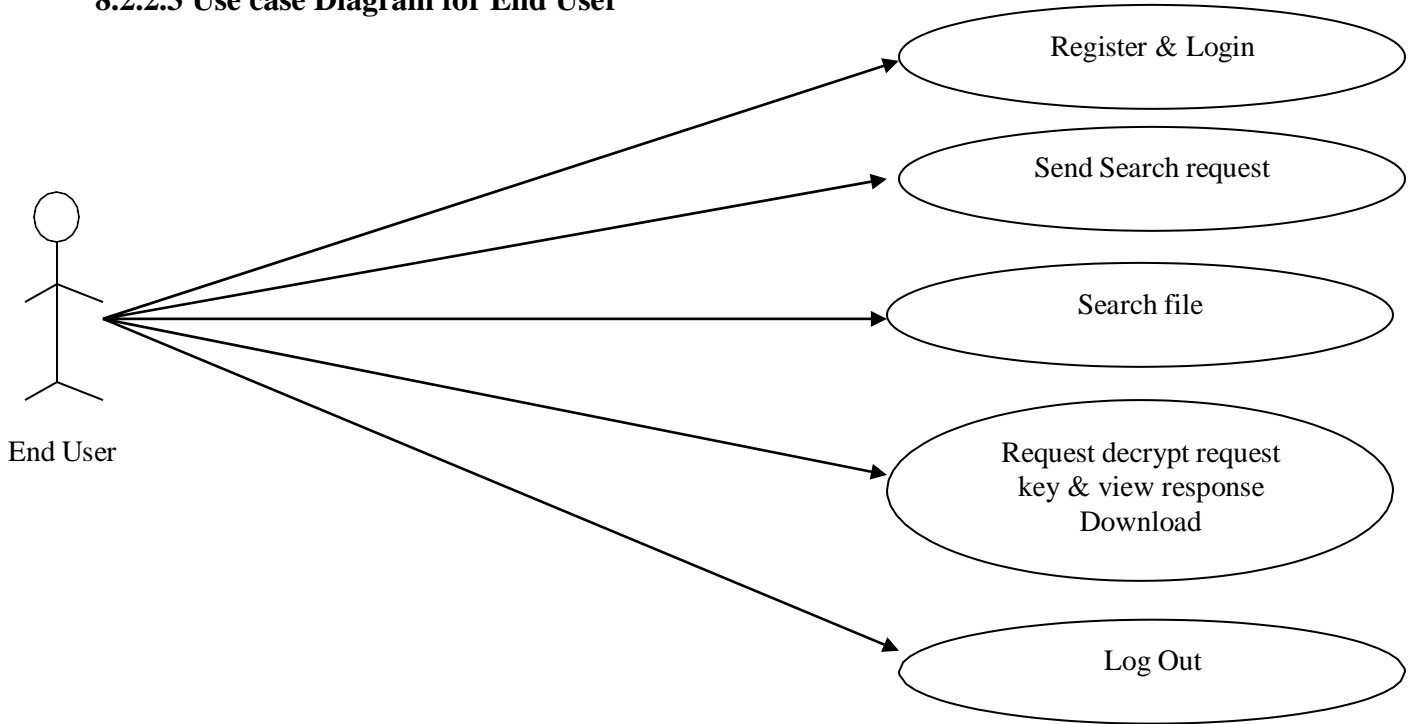 8.2.2.3 Use case Diagram for End User
Register & Login
Send Search request
Search file
End User
Request decrypt request
key & view response
Download
Log Out